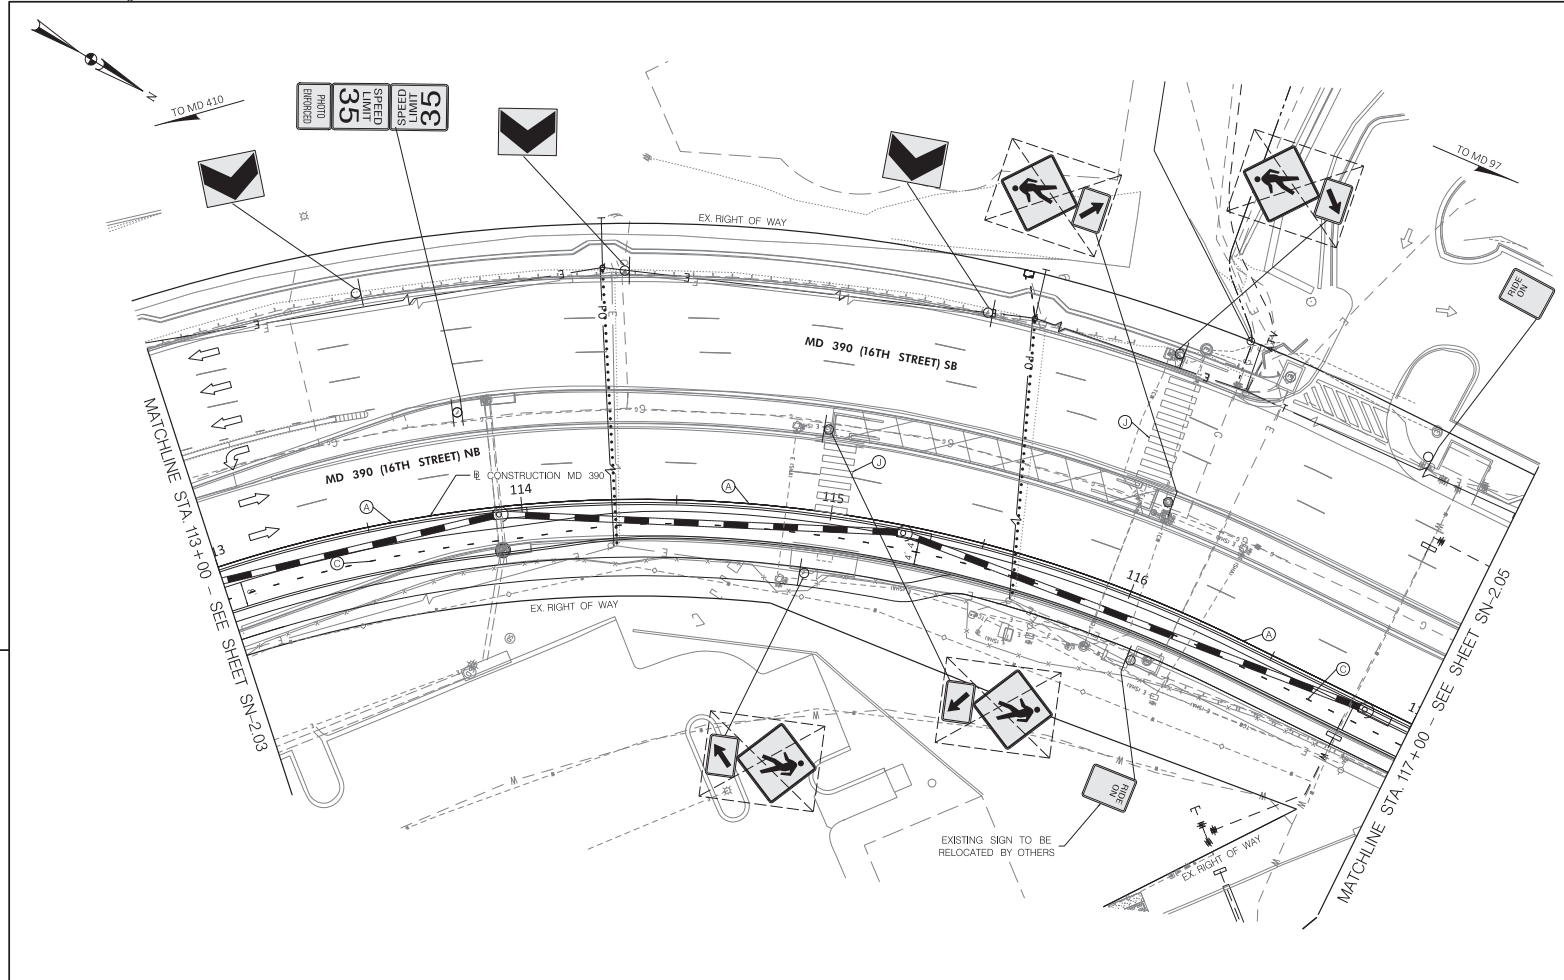 N
TO MD 410
PHOTO
ENFORCED
SPEED
LIMIT
35
SPEED
LIMIT
35
TO MD 97
EX. RIGHT OF WAY
RIDE
ON
MD 390 (16TH STREET) SB
MD 390 (16TH STREET) NB
CONSTRUCTION MD 390
PO
PO
J
J
A
A
A
C
C
13
114
115
116
MATCHLINE STA. 113+00 - SEE SHEET SN-2.03
MATCHLINE STA. 117+00 - SEE SHEET SN-2.05
EX. RIGHT OF WAY
RIDE
ON
EXISTING SIGN TO BE
RELOCATED BY OTHERS
EX. RIGHT OF WAY